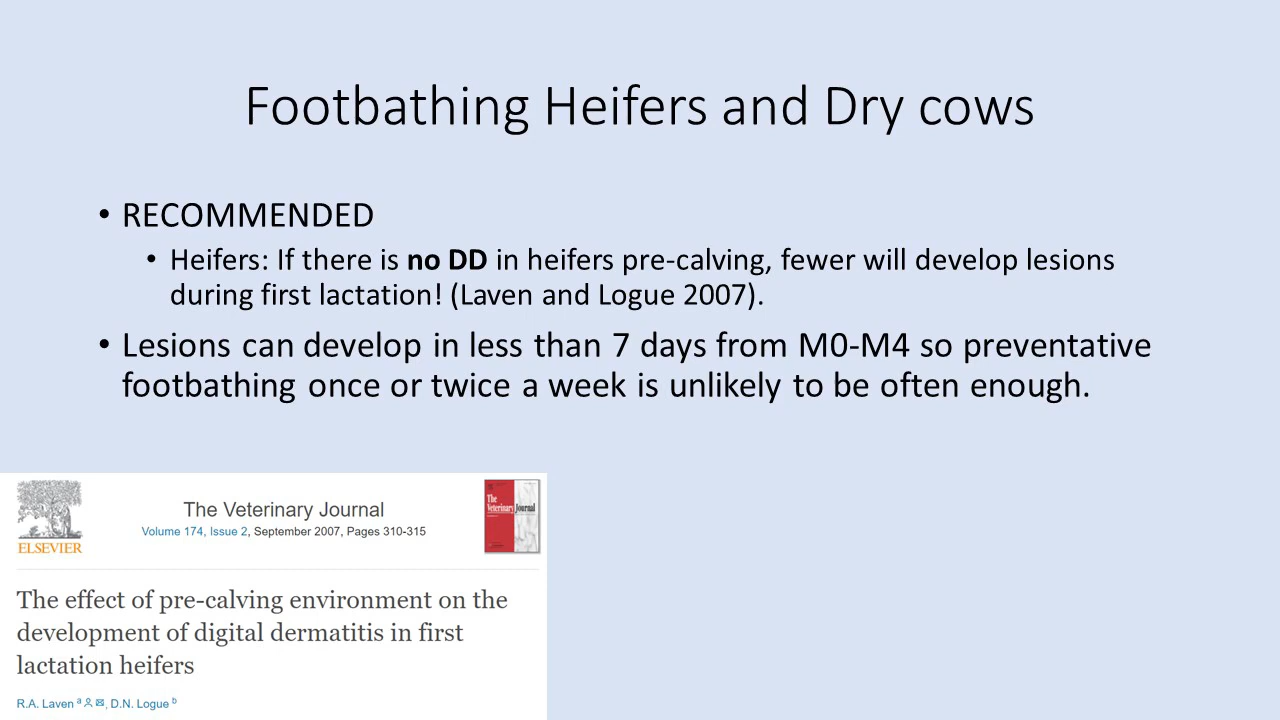 Footbathing Heifers and Dry cows
• RECOMMENDED
• Heifers: If there is no DD in heifers pre-calving, fewer will develop lesions
during first lactation! (Laven and Logue 2007).
• Lesions can develop in less than 7 days from M0-M4 so preventative
footbathing once or twice a week is unlikely to be often enough.
ELSEVIER
The Veterinary Journal
Volume 174, Issue 2, September 2007, Pages 310-315
The
Veterinary Journal
The effect of pre-calving environment on the
development of digital dermatitis in first
lactation heifers
R.A. Laven a, D.N. Logue b